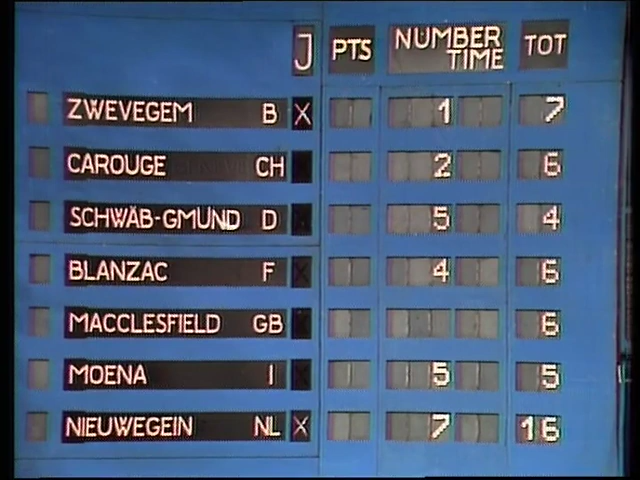 J PTS NUMBER TIME TOT
ZWEVEGEM B X 1 7
CAROUGE CH 2 6
SCHWÄB-GMÜND D 5 4
BLANZAC F 4 6
MACCLESFIELD GB 6
MOENA I 5 5
NIEUWEGEIN NL X 7 16